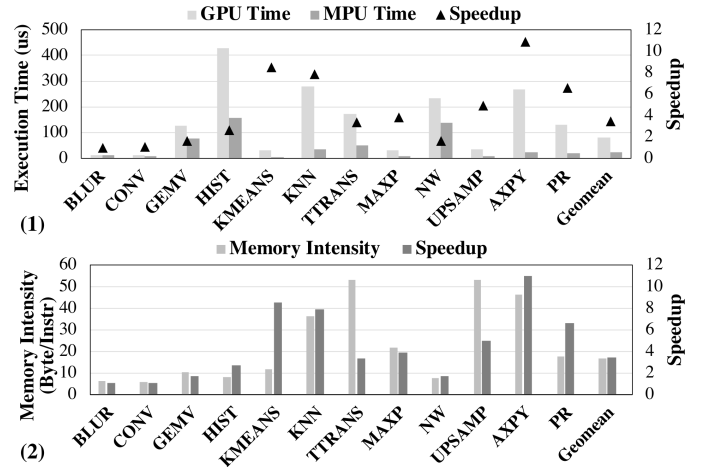 GPU Time MPU Time Speedup
Execution Time (us)
500
400
300
200
100
0
12
10
8
6
4
2
0
Speedup
BLUR
CONV
GEMV
HIST
KMEANS
KNN
TTRANS
MAXP
NW
UPSAMP
AXPY
PR
Geomean
(1)
Memory Intensity Speedup
Memory Intensity
(Byte/Instr)
60
50
40
30
20
10
0
12
10
8
6
4
2
0
Speedup
BLUR
CONV
GEMV
HIST
KMEANS
KNN
TTRANS
MAXP
NW
UPSAMP
AXPY
PR
Geomean
(2)